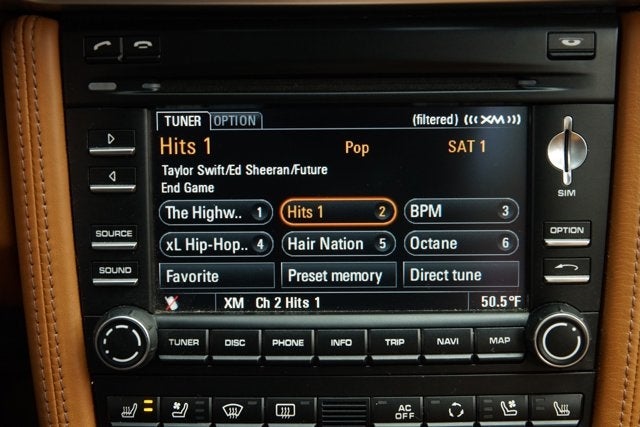 TUNER OPTION (filtered) (((XM)))
Hits 1 Pop SAT 1
Taylor Swift/Ed Sheeran/Future
End Game
The Highw.. 1 Hits 1 2 BPM 3
xL Hip-Hop.. 4 Hair Nation 5 Octane 6
Favorite Preset memory Direct tune
XM Ch 2 Hits 1 50.5°F
SOURCE
SOUND
SIM
OPTION
TUNER DISC PHONE INFO TRIP NAVI MAP
AC
OFF